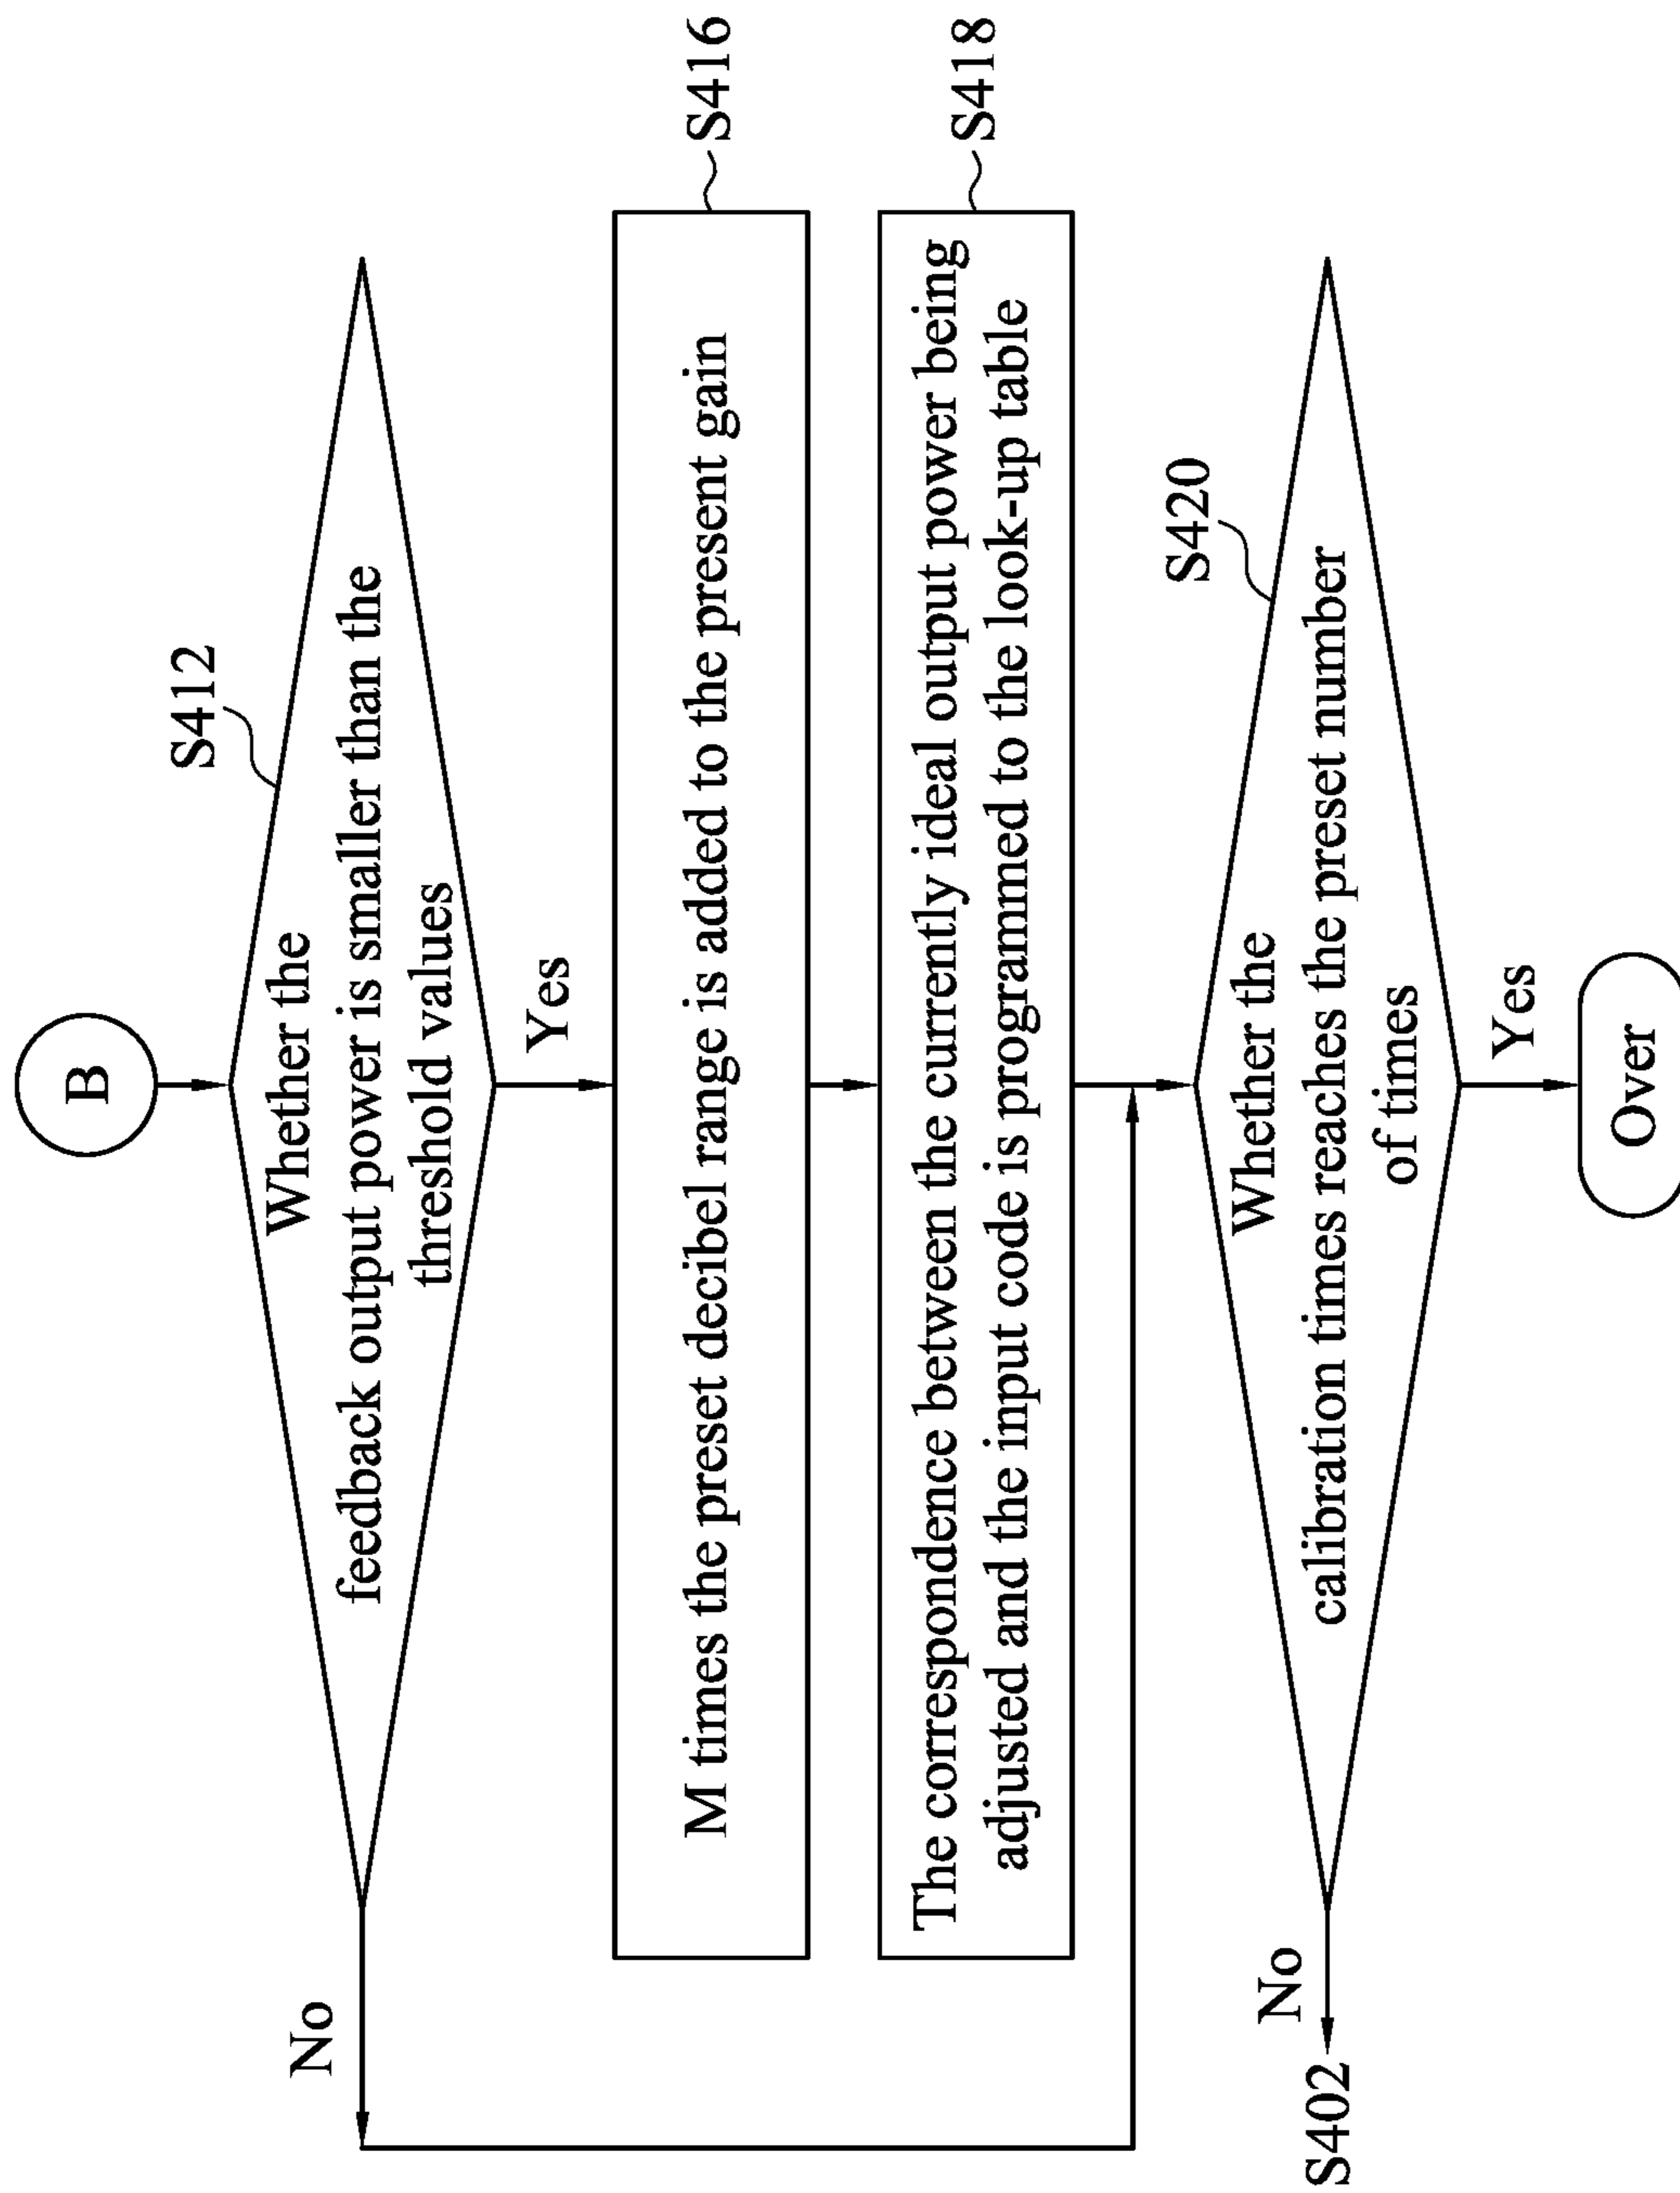 B
S412
Whether the
feedback output power is smaller than the
threshold values
No
Yes
M times the preset decibel range is added to the present gain
S416
The correspondence between the currently ideal output power being
adjusted and the input code is programmed to the look-up table
S418
S420
Whether the
calibration times reaches the preset number
of times
No
S402
Yes
Over